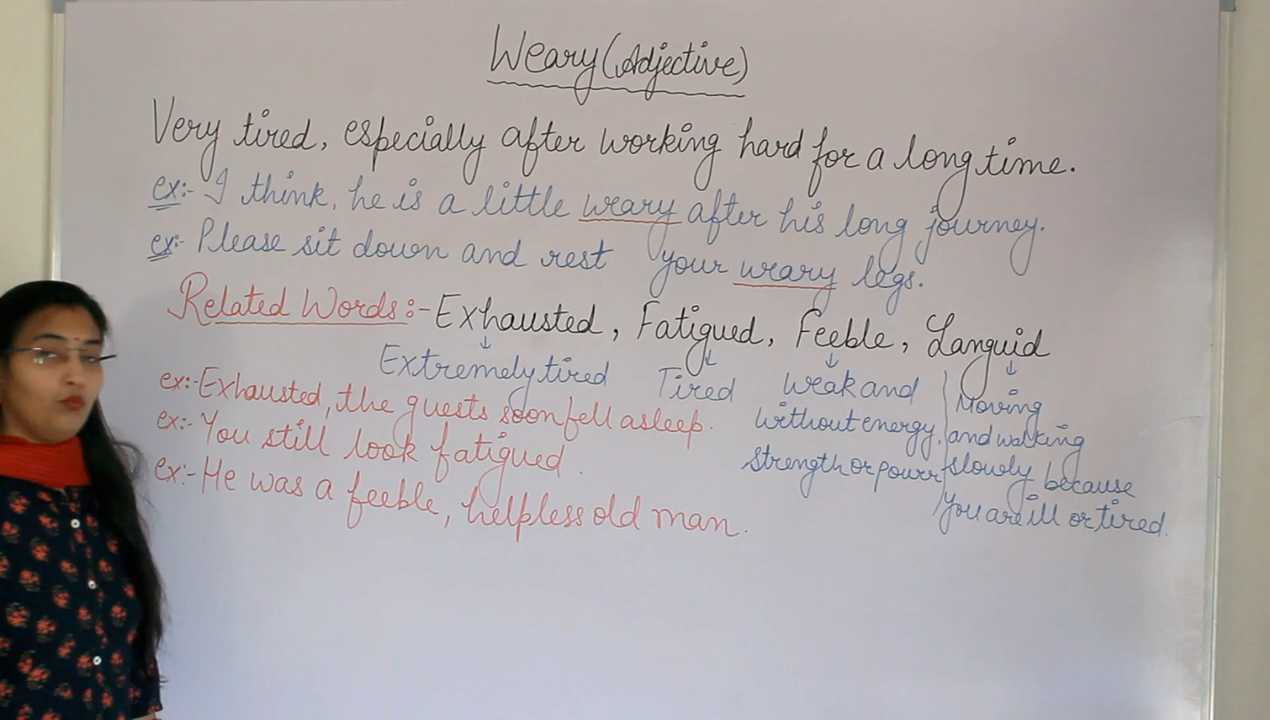 Weary (Adjective)
Very tired, especially after working hard for a long time.
ex:- I think, he is a little weary after his long journey.
ex:- Please sit down and rest your weary legs.
Related Words:- Exhausted, Fatigued, Feeble, Languid
Extremely tired
Tired
Weak and
without energy,
strength or power
Moving
and walking
slowly because
you are ill or tired.
ex:- Exhausted, the guests soon fell asleep.
ex:- You still look fatigued.
ex:- He was a feeble, helpless old man.